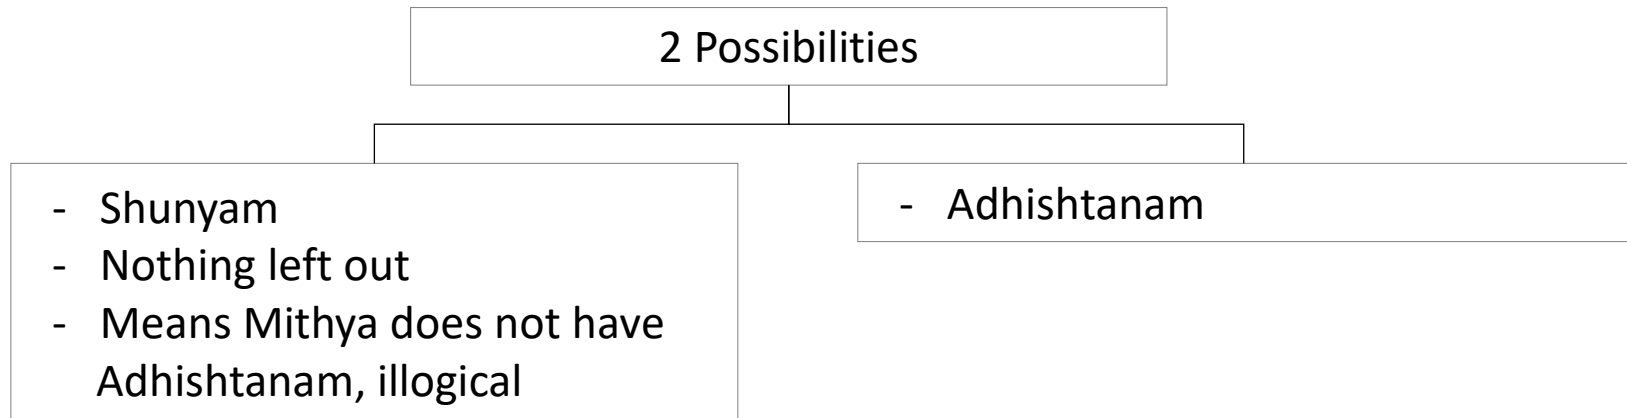 2 Possibilities
- Shunyam
- Nothing left out
- Means Mithya does not have
Adhishtanam, illogical
- Adhishtanam